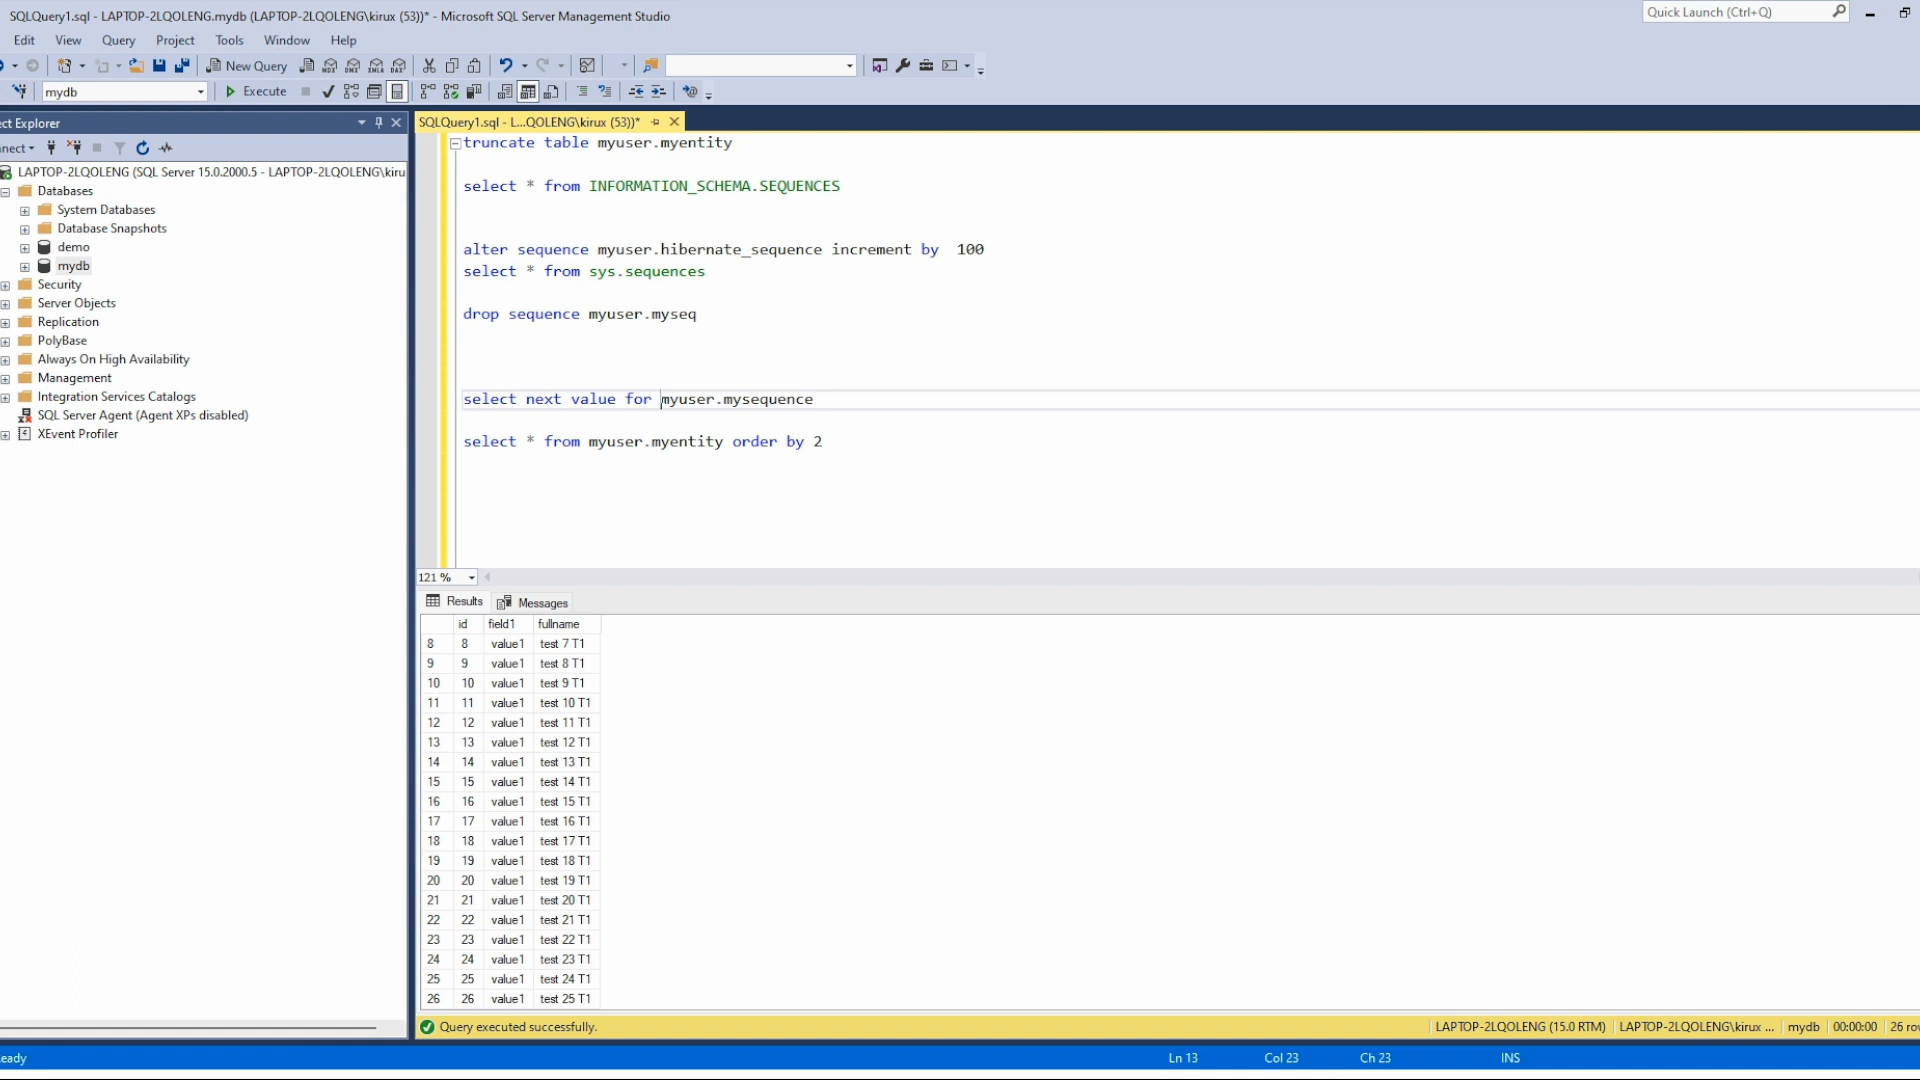 SQLQuery1.sql - LAPTOP-2LQOLENG.mydb (LAPTOP-2LQOLENG\kirux (53))* - Microsoft SQL Server Management Studio
Quick Launch (Ctrl+Q)
Edit View Query Project Tools Window Help
New Query
mydb
Execute
ct Explorer
SQLQuery1.sql - L...QOLENG\kirux (53))*
nect
LAPTOP-2LQOLENG (SQL Server 15.0.2000.5 - LAPTOP-2LQOLENG\kiru
Databases
System Databases
Database Snapshots
demo
mydb
Security
Server Objects
Replication
PolyBase
Always On High Availability
Management
Integration Services Catalogs
SQL Server Agent (Agent XPs disabled)
XEvent Profiler
truncate table myuser.myentity
select * from INFORMATION_SCHEMA.SEQUENCES
alter sequence myuser.hibernate_sequence increment by  100
select * from sys.sequences
drop sequence myuser.myseq
select next value for myuser.mysequence
select * from myuser.myentity order by 2
121 %
Results Messages
id field1 fullname
8 8 value1 test 7 T1
9 9 value1 test 8 T1
10 10 value1 test 9 T1
11 11 value1 test 10 T1
12 12 value1 test 11 T1
13 13 value1 test 12 T1
14 14 value1 test 13 T1
15 15 value1 test 14 T1
16 16 value1 test 15 T1
17 17 value1 test 16 T1
18 18 value1 test 17 T1
19 19 value1 test 18 T1
20 20 value1 test 19 T1
21 21 value1 test 20 T1
22 22 value1 test 21 T1
23 23 value1 test 22 T1
24 24 value1 test 23 T1
25 25 value1 test 24 T1
26 26 value1 test 25 T1
Query executed successfully.
LAPTOP-2LQOLENG (15.0 RTM) LAPTOP-2LQOLENG\kirux ... mydb 00:00:00 26 ro
eady
Ln 13 Col 23 Ch 23 INS